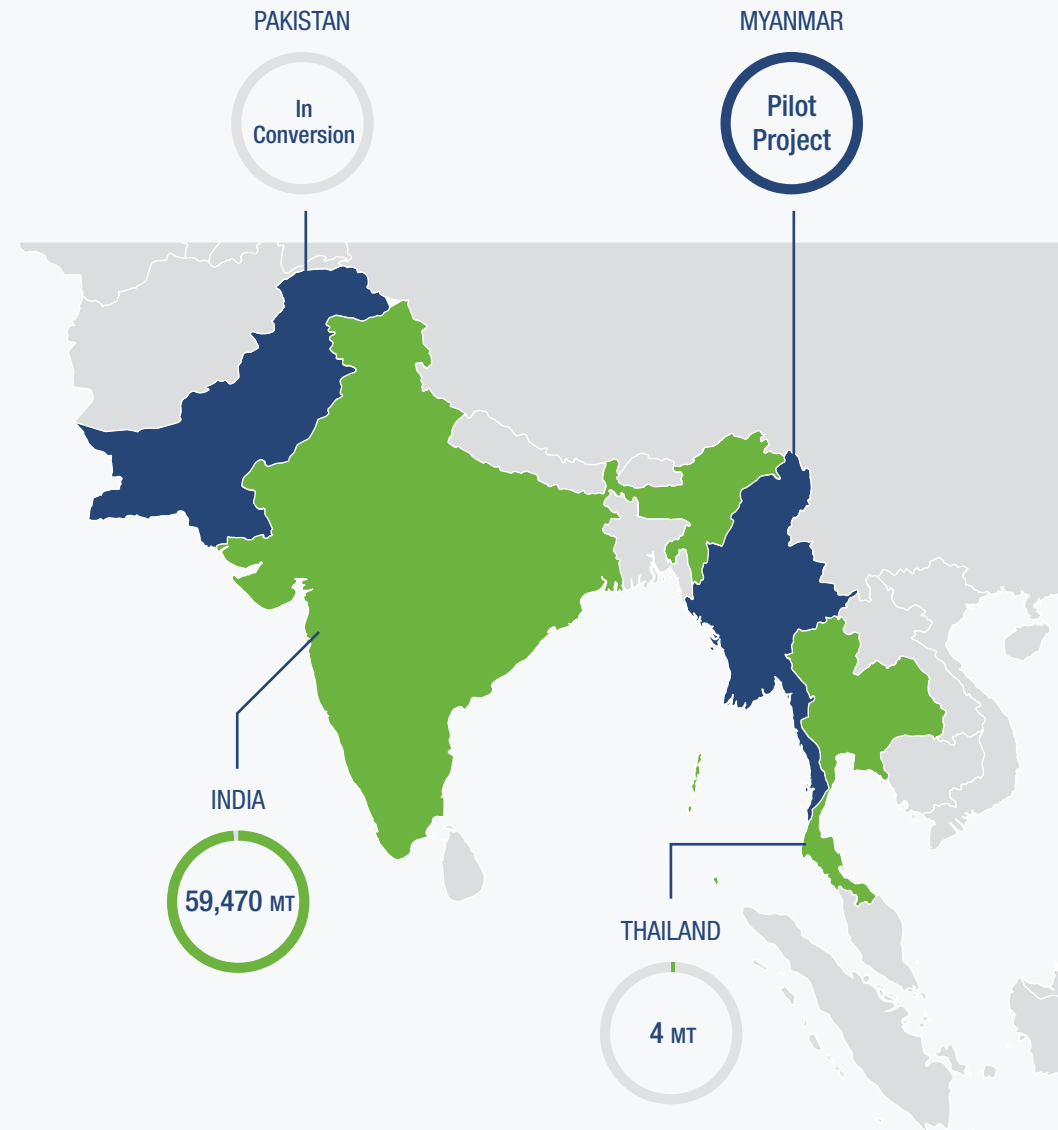 PAKISTAN
In
Conversion
MYANMAR
Pilot
Project
INDIA
59,470 MT
THAILAND
4 MT